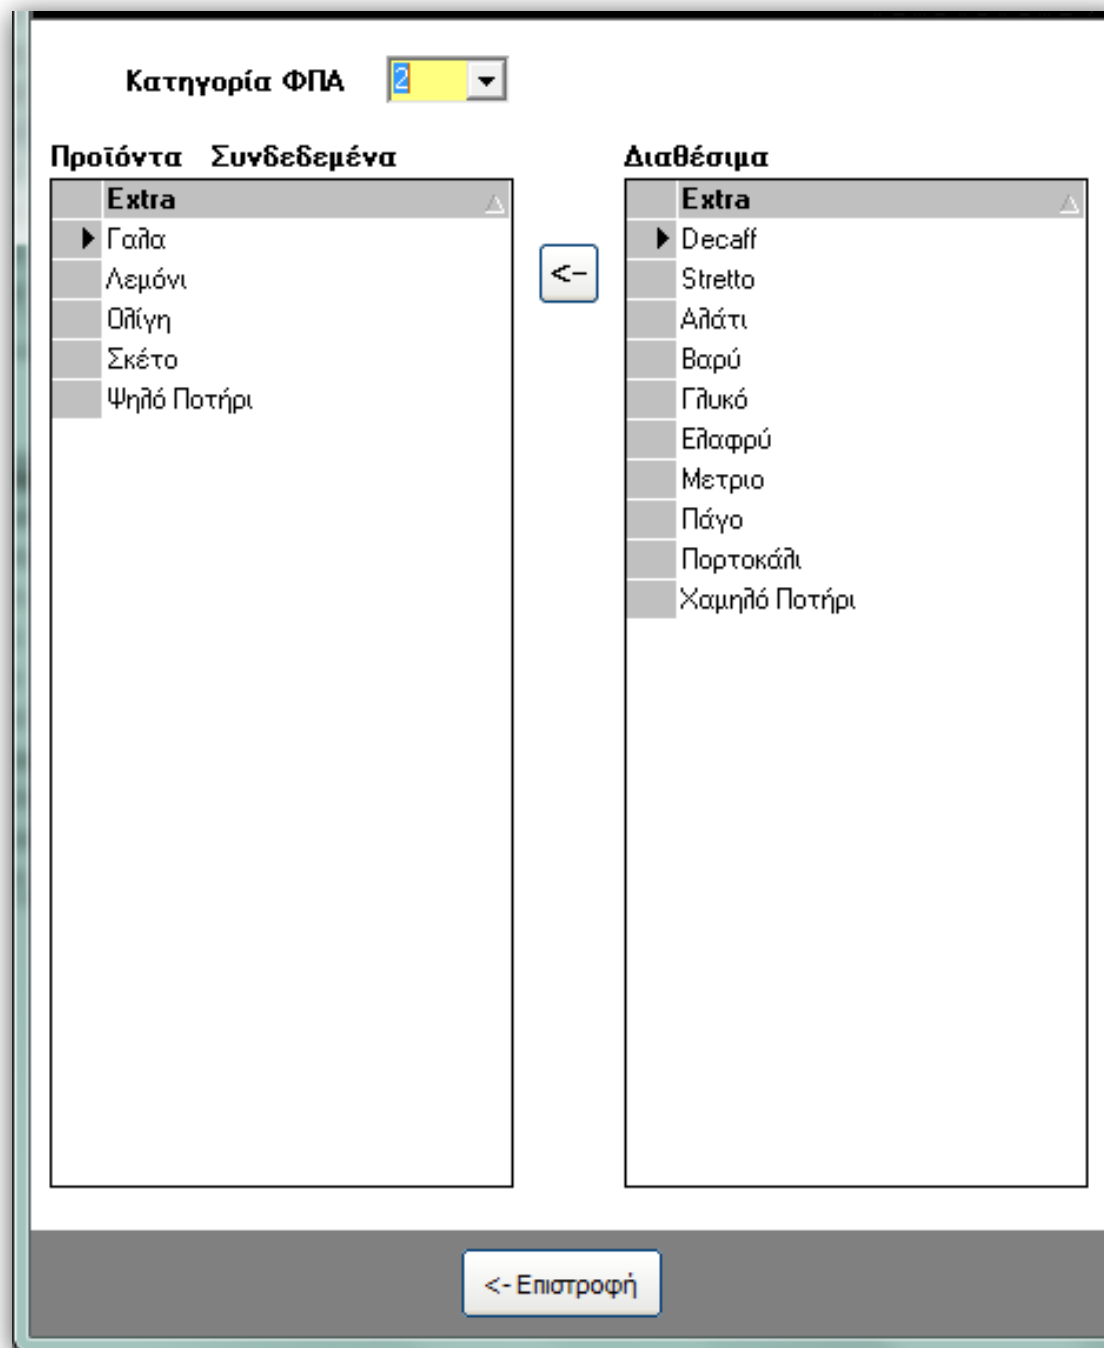 Κατηγορία ΦΠΑ 2
Προϊόντα Συνδεδεμένα
Extra
Γαλα
Λεμόνι
Ολίγη
Σκέτο
Ψηλό Ποτήρι
<-
Διαθέσιμα
Extra
Decaff
Stretto
Αλάτι
Βαρύ
Γλυκό
Ελαφρύ
Μετριο
Πάγο
Πορτοκάλι
Χαμηλό Ποτήρι
<- Επιστροφή